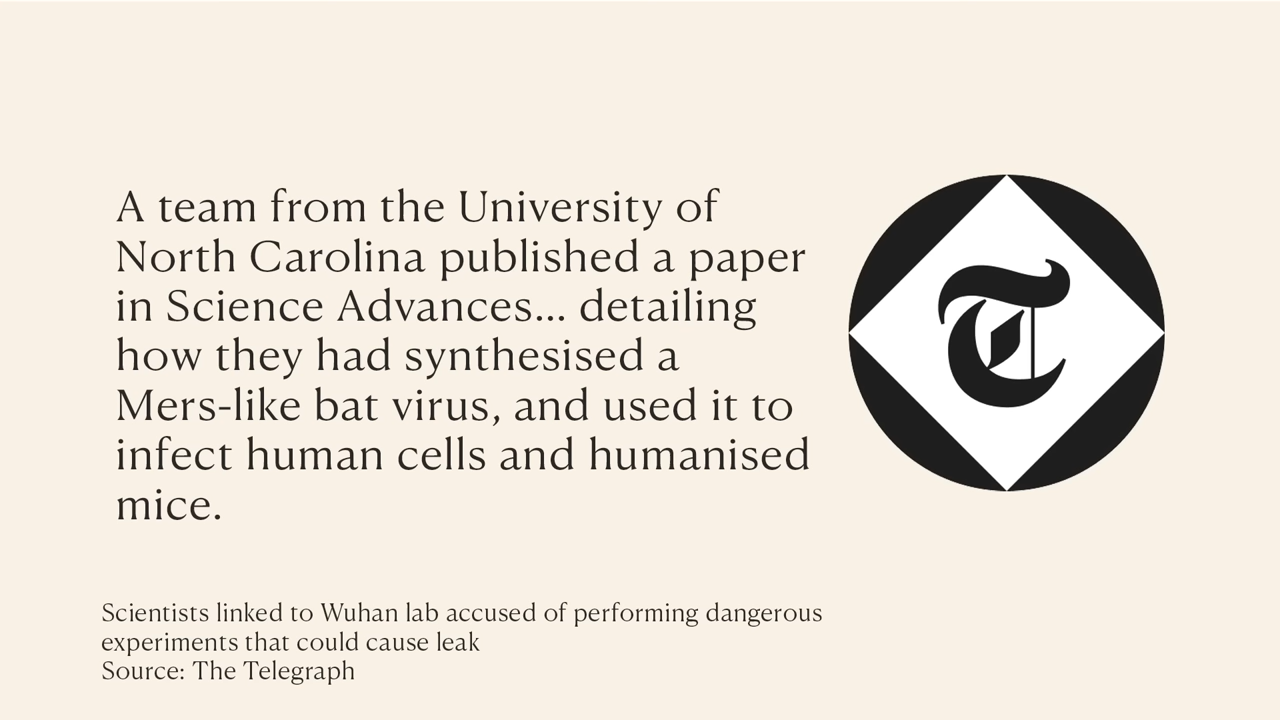 A team from the University of
North Carolina published a paper
in Science Advances... detailing
how they had synthesised a
Mers-like bat virus, and used it to
infect human cells and humanised
mice.
T
Scientists linked to Wuhan lab accused of performing dangerous
experiments that could cause leak
Source: The Telegraph